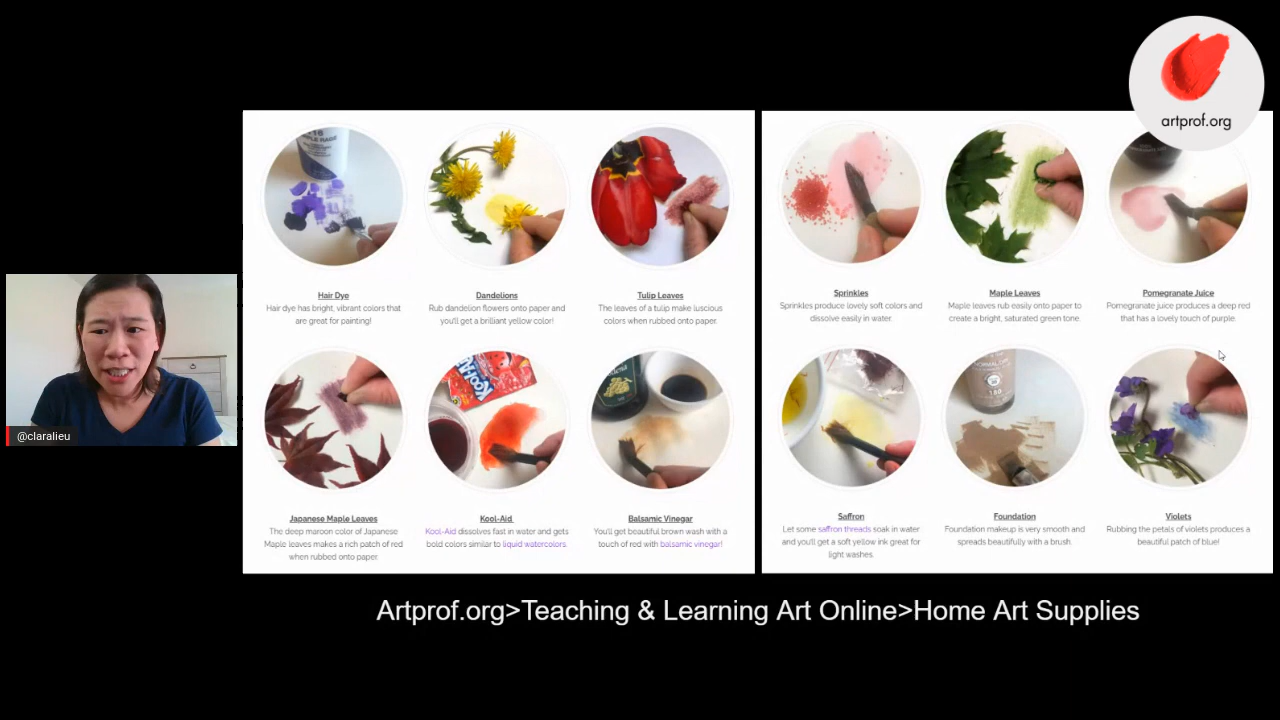 artprof.org
Hair Dye
Hair dye has bright, vibrant colors that
are great for painting!
Dandelions
Rub dandelion flowers onto paper and
you'll get a brilliant yellow color!
Tulip Leaves
The leaves of a tulip make luscious
colors when rubbed onto paper.
Japanese Maple Leaves
The deep maroon color of Japanese
Maple leaves makes a rich patch of red
when rubbed onto paper.
Kool-Aid
Kool-Aid dissolves fast in water and gets
bold colors similar to liquid watercolors.
Balsamic Vinegar
You'll get beautiful brown wash with a
touch of red with balsamic vinegar!
Sprinkles
Sprinkles produce lovely soft colors and
dissolve easily in water.
Maple Leaves
Maple leaves rub easily onto paper to
create a bright, saturated green tone.
Pomegranate Juice
Pomegranate juice produces a deep red
that has a lovely touch of purple.
Saffron
Let some saffron threads soak in water
and you'll get a soft yellow ink great for
light washes.
Foundation
Foundation makeup is very smooth and
spreads beautifully with a brush.
Violets
Rubbing the petals of violets produces a
beautiful patch of blue!
@claralieu
Artprof.org>Teaching & Learning Art Online>Home Art Supplies